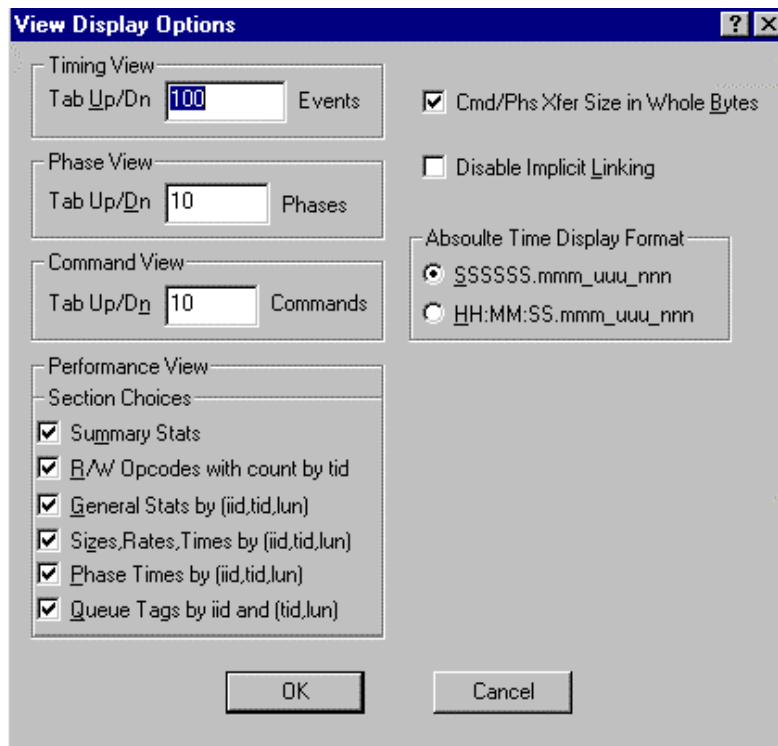 View Display Options
Timing View
Tab Up/Dn 100 Events
Phase View
Tab Up/Dn 10 Phases
Command View
Tab Up/Dn 10 Commands
Performance View
Section Choices
Summary Stats
R/W Opcodes with count by tid
General Stats by (iid,tid,lun)
Sizes,Rates,Times by (iid,tid,lun)
Phase Times by (iid,tid,lun)
Queue Tags by iid and (tid,lun)
Cmd/Phs Xfer Size in Whole Bytes
Disable Implicit Linking
Absoulte Time Display Format
SSSSSS.mmm_uuu_nnn
HH:MM:SS.mmm_uuu_nnn
OK
Cancel